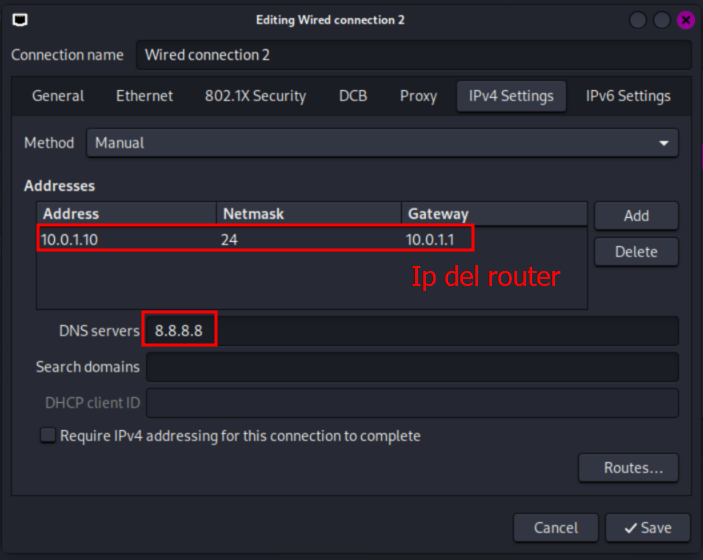 Editing Wired connection 2
Connection name Wired connection 2
General Ethernet 802.1X Security DCB Proxy IPv4 Settings IPv6 Settings
Method Manual
Addresses
Address Netmask Gateway Add
10.0.1.10 24 10.0.1.1
Delete
Ip del router
DNS servers 8.8.8.8
Search domains
DHCP client ID
Require IPv4 addressing for this connection to complete
Routes...
Cancel Save